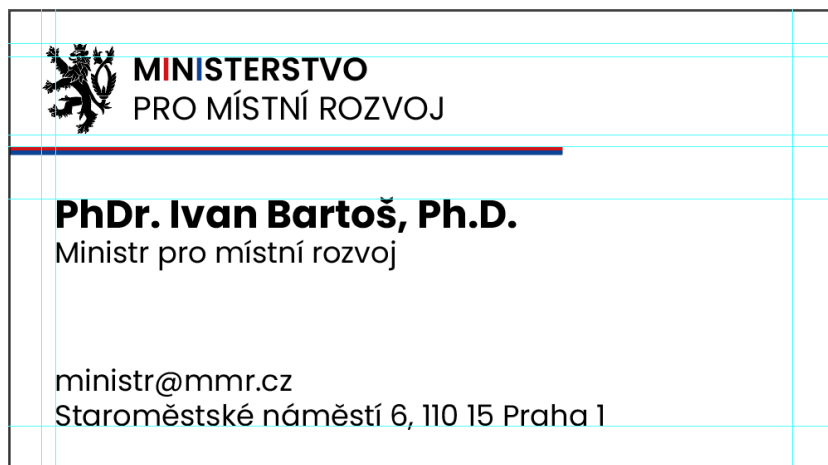 MINISTERSTVO
PRO MÍSTNÍ ROZVOJ
PhDr. Ivan Bartoš, Ph.D.
Ministr pro místní rozvoj
ministr@mmr.cz
Staroměstské náměstí 6, 110 15 Praha 1